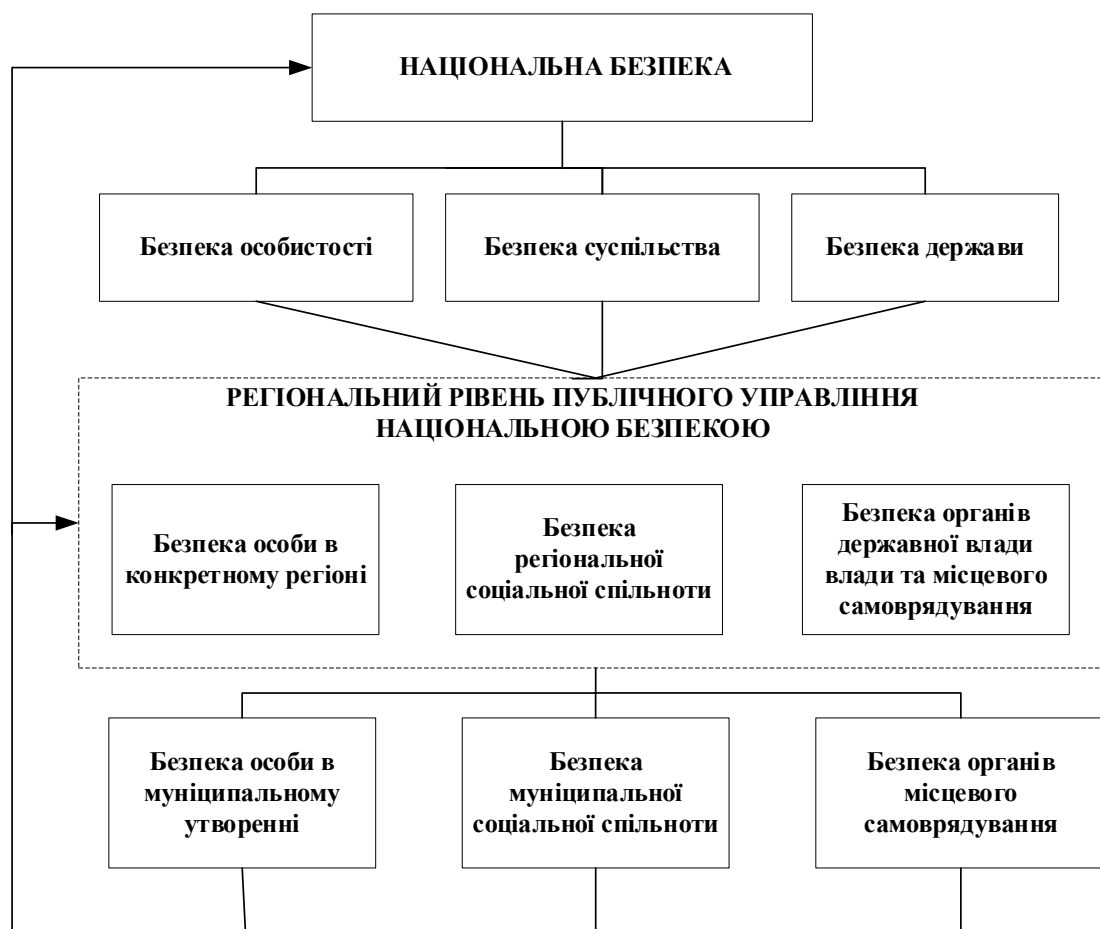 НАЦІОНАЛЬНА БЕЗПЕКА
Безпека особистості
Безпека суспільства
Безпека держави
РЕГІОНАЛЬНИЙ РІВЕНЬ ПУБЛІЧНОГО УПРАВЛІННЯ
НАЦІОНАЛЬНОЮ БЕЗПЕКОЮ
Безпека особи в
конкретному регіоні
Безпека
регіональної
соціальної спільноти
Безпека органів
державної влади
влади та місцевого
самоврядування
Безпека особи в
муніципальному
утворенні
Безпека
муніципальної
соціальної спільноти
Безпека органів
місцевого
самоврядування